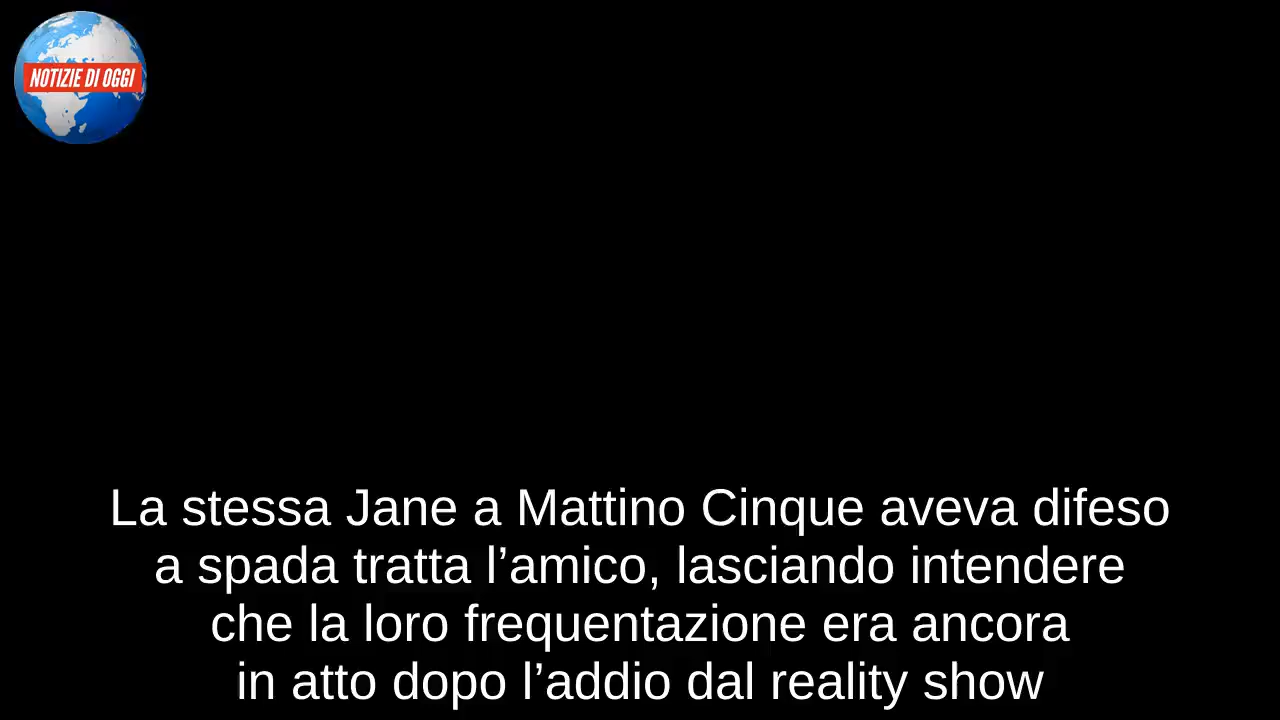 NOTIZIE DI OGGI
La stessa Jane a Mattino Cinque aveva difeso
a spada tratta l’amico, lasciando intendere
che la loro frequentazione era ancora
in atto dopo l’addio dal reality show